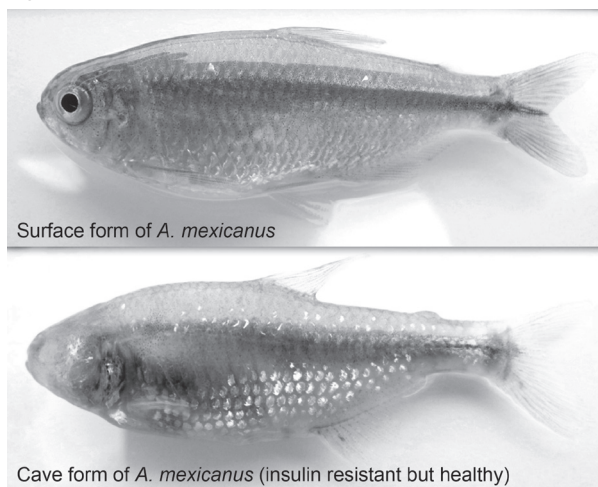 Surface form of A. mexicanus
Cave form of A. mexicanus (insulin resistant but healthy)